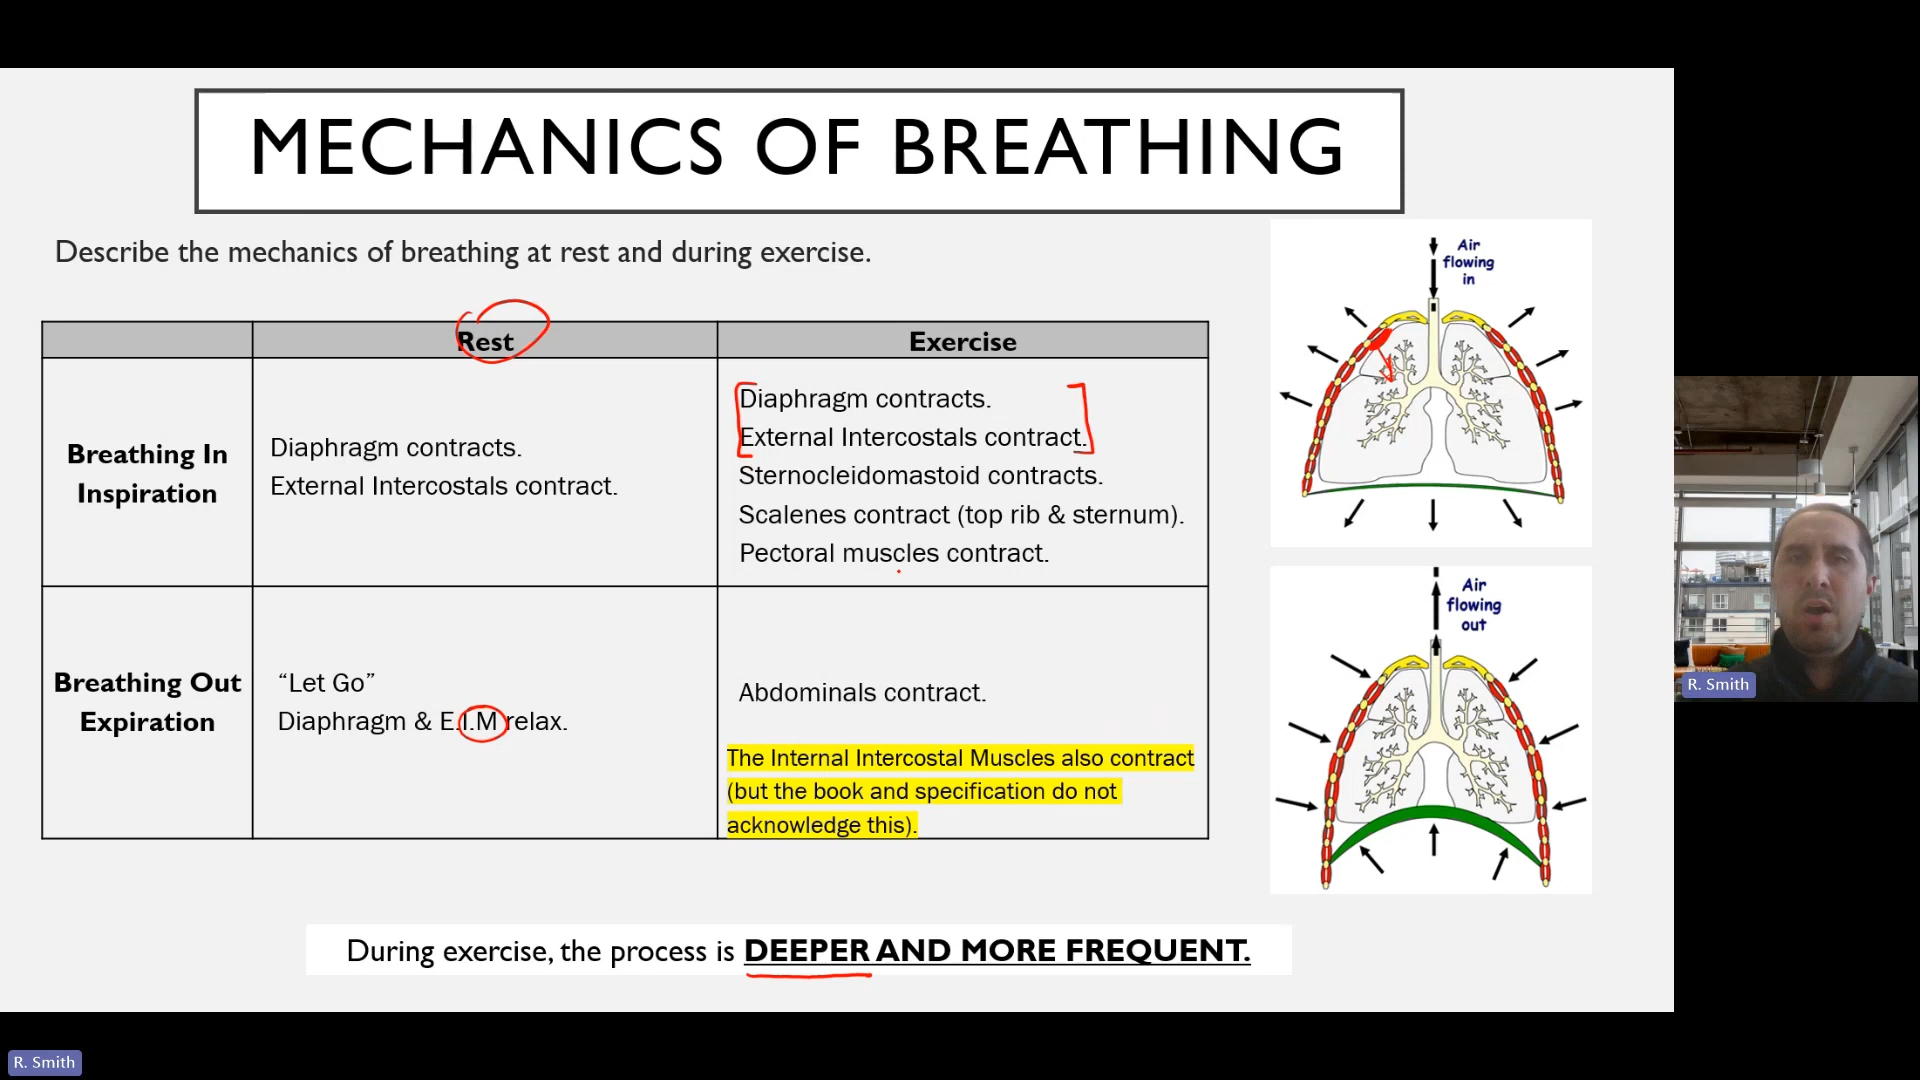 MECHANICS OF BREATHING
Describe the mechanics of breathing at rest and during exercise.
Rest
Exercise
Breathing In
Inspiration
Diaphragm contracts.
External Intercostals contract.
Diaphragm contracts.
External Intercostals contract.
Sternocleidomastoid contracts.
Scalenes contract (top rib & sternum).
Pectoral muscles contract.
Breathing Out
Expiration
“Let Go”
Diaphragm & E.I.M relax.
Abdominals contract.
The Internal Intercostal Muscles also contract
(but the book and specification do not
acknowledge this).
During exercise, the process is DEEPER AND MORE FREQUENT.
Air
flowing
in
Air
flowing
out
R. Smith
R. Smith